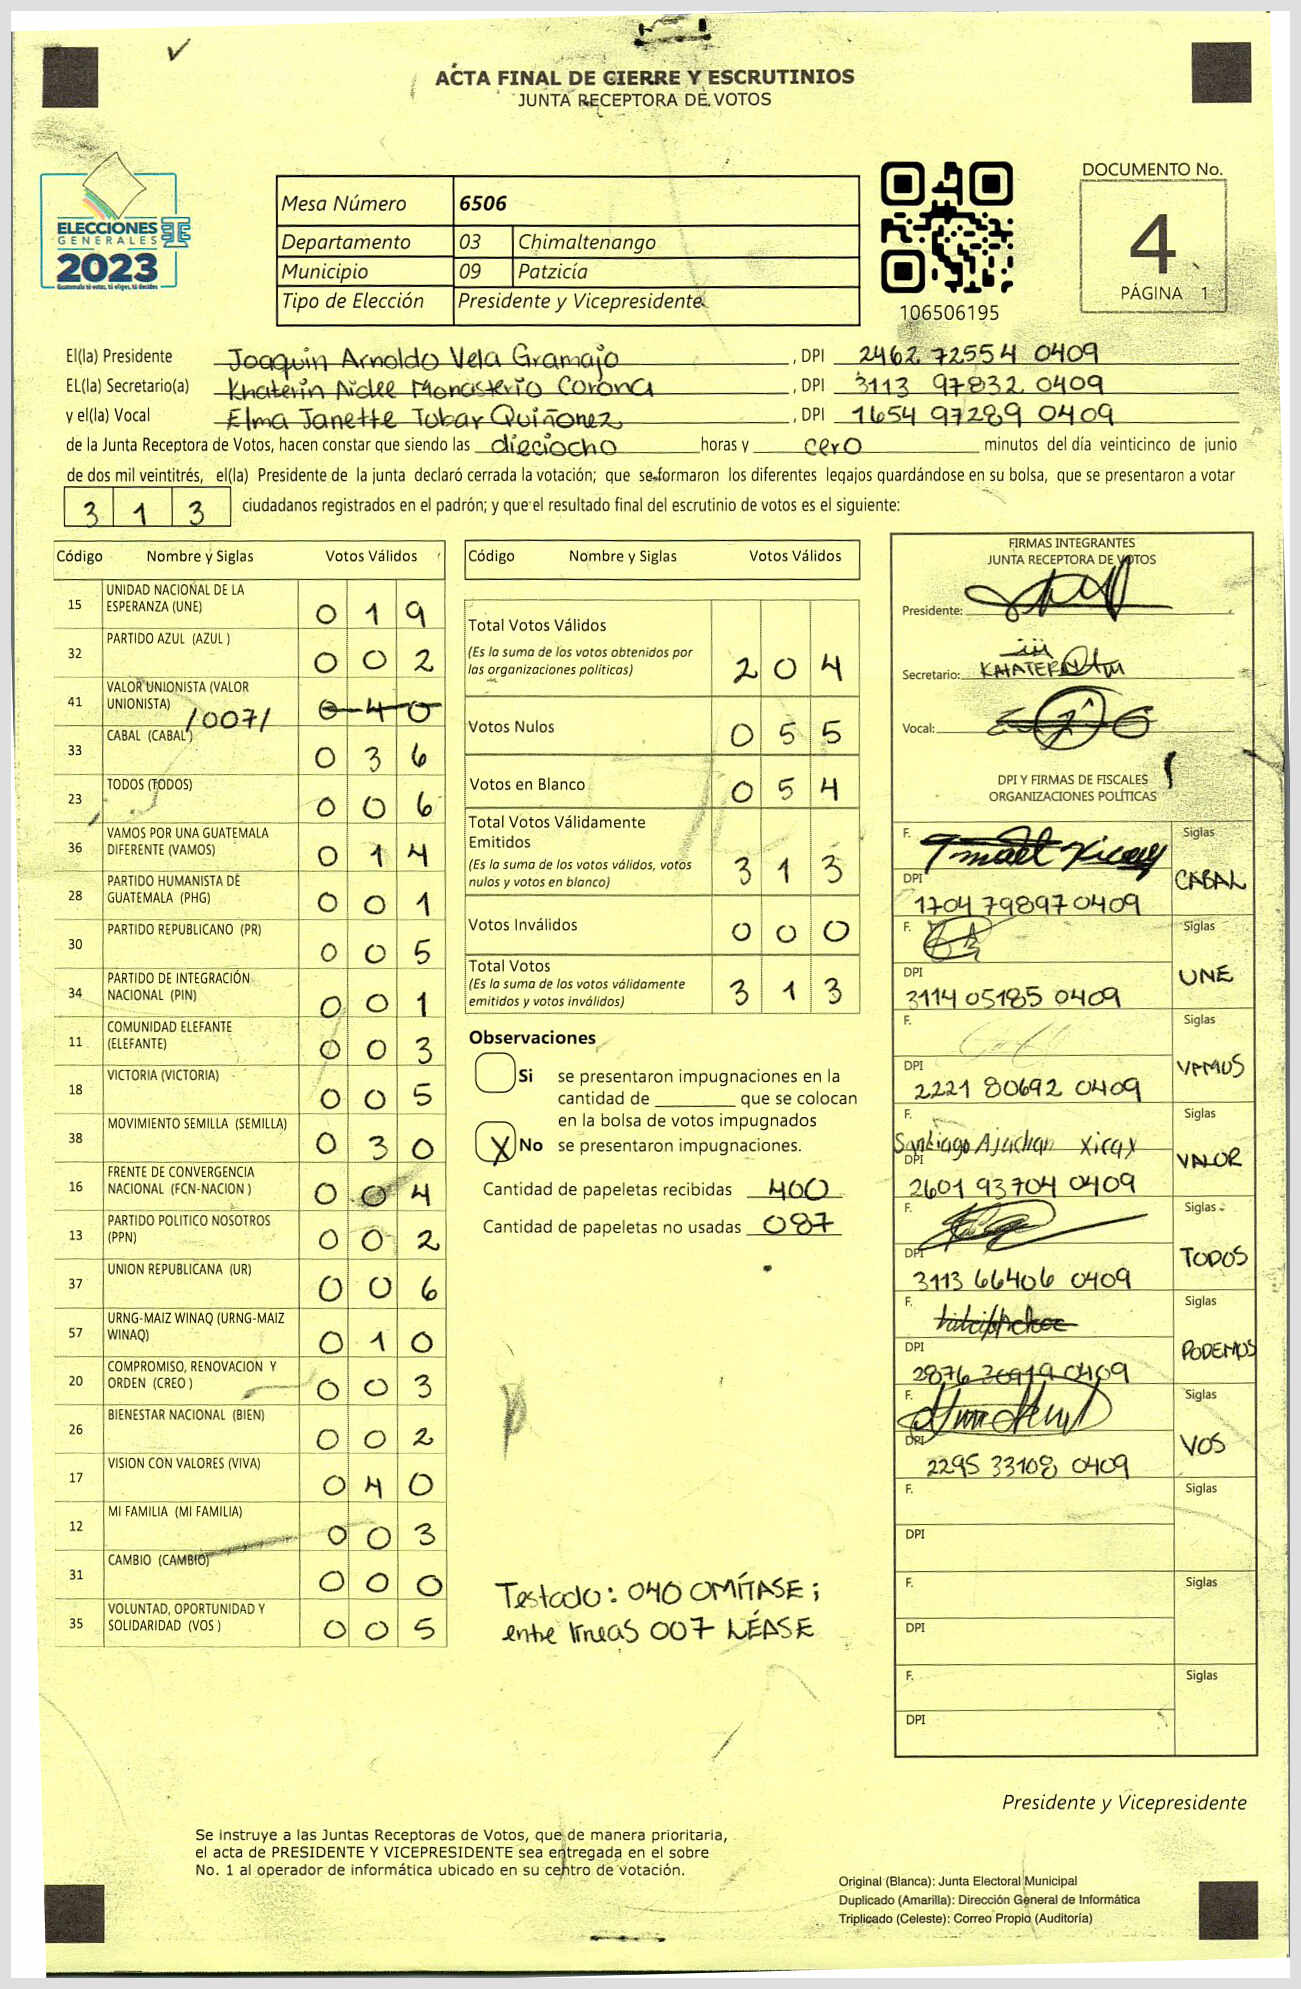 ACTA FINAL DE CIERRE Y ESCRUTINIOS
JUNTA RECEPTORA DE VOTOS
ELECCIONES
GENERALES
2023
Guatemala tú votas, tú eliges, tú decides
Mesa Número 6506
Departamento 03 Chimaltenango
Municipio 09 Patzicía
Tipo de Elección Presidente y Vicepresidente
106506195
DOCUMENTO No.
4
PÁGINA 1
El(la) Presidente Joaquin Arnoldo Vela Gramajo , DPI 2462 72554 0409
EL(la) Secretario(a) Khaterin Aidee Monasterio Corona , DPI 3113 97832 0409
y el(la) Vocal Elma Janette Tobar Quiñonez , DPI 1654 97289 0409
de la Junta Receptora de Votos, hacen constar que siendo las dieciocho horas y cero minutos del día veinticinco de junio
de dos mil veintitrés, el(la) Presidente de la junta declaró cerrada la votación; que se formaron los diferentes legajos guardándose en su bolsa, que se presentaron a votar
3 1 3 ciudadanos registrados en el padrón; y que el resultado final del escrutinio de votos es el siguiente:
Código Nombre y Siglas Votos Válidos
15 UNIDAD NACIONAL DE LA ESPERANZA (UNE) 0 1 9
32 PARTIDO AZUL (AZUL ) 0 0 2
41 VALOR UNIONISTA (VALOR UNIONISTA) /007/ 0 4 0
33 CABAL (CABAL) 0 3 6
23 TODOS (TODOS) 0 0 6
36 VAMOS POR UNA GUATEMALA DIFERENTE (VAMOS) 0 1 4
28 PARTIDO HUMANISTA DE GUATEMALA (PHG) 0 0 1
30 PARTIDO REPUBLICANO (PR) 0 0 5
34 PARTIDO DE INTEGRACIÓN NACIONAL (PIN) 0 0 1
11 COMUNIDAD ELEFANTE (ELEFANTE) 0 0 3
18 VICTORIA (VICTORIA) 0 0 5
38 MOVIMIENTO SEMILLA (SEMILLA) 0 3 0
16 FRENTE DE CONVERGENCIA NACIONAL (FCN-NACION ) 0 0 4
13 PARTIDO POLITICO NOSOTROS (PPN) 0 0 2
37 UNION REPUBLICANA (UR) 0 0 6
57 URNG-MAIZ WINAQ (URNG-MAIZ WINAQ) 0 1 0
20 COMPROMISO, RENOVACION Y ORDEN (CREO ) 0 0 3
26 BIENESTAR NACIONAL (BIEN) 0 0 2
17 VISION CON VALORES (VIVA) 0 4 0
12 MI FAMILIA (MI FAMILIA) 0 0 3
31 CAMBIO (CAMBIO) 0 0 0
35 VOLUNTAD, OPORTUNIDAD Y SOLIDARIDAD (VOS ) 0 0 5
Código Nombre y Siglas Votos Válidos
Total Votos Válidos
(Es la suma de los votos obtenidos por
las organizaciones políticas) 2 0 4
Votos Nulos 0 5 5
Votos en Blanco 0 5 4
Total Votos Válidamente
Emitidos
(Es la suma de los votos válidos, votos
nulos y votos en blanco) 3 1 3
Votos Inválidos 0 0 0
Total Votos
(Es la suma de los votos válidamente
emitidos y votos inválidos) 3 1 3
Observaciones
Si se presentaron impugnaciones en la
cantidad de ________ que se colocan
en la bolsa de votos impugnados
X No se presentaron impugnaciones.
Cantidad de papeletas recibidas 400
Cantidad de papeletas no usadas 087
Testado: 040 OMÍTASE;
entre líneas 007 LÉASE
FIRMAS INTEGRANTES
JUNTA RECEPTORA DE VOTOS
Presidente:
Secretario:
Vocal:
DPI Y FIRMAS DE FISCALES
ORGANIZACIONES POLÍTICAS
F. Siglas
DPI 1704 79897 0409 CABAL
F. Siglas
DPI 3114 05185 0409 UNE
F. Siglas
DPI 2221 80692 0409 VAMOS
F. Santiago Ajuchan Xicay Siglas
DPI 2601 93704 0409 VALOR
F. Siglas
DPI 3113 66406 0409 TODOS
F. Siglas
DPI 2876 36919 0409 PODEMOS
F. Siglas
DPI 2295 33108 0409 VOS
F. Siglas
DPI
F. Siglas
DPI
F. Siglas
DPI
Presidente y Vicepresidente
Se instruye a las Juntas Receptoras de Votos, que de manera prioritaria,
el acta de PRESIDENTE Y VICEPRESIDENTE sea entregada en el sobre
No. 1 al operador de informática ubicado en su centro de votación.
Original (Blanca): Junta Electoral Municipal
Duplicado (Amarilla): Dirección General de Informática
Triplicado (Celeste): Correo Propio (Auditoría)